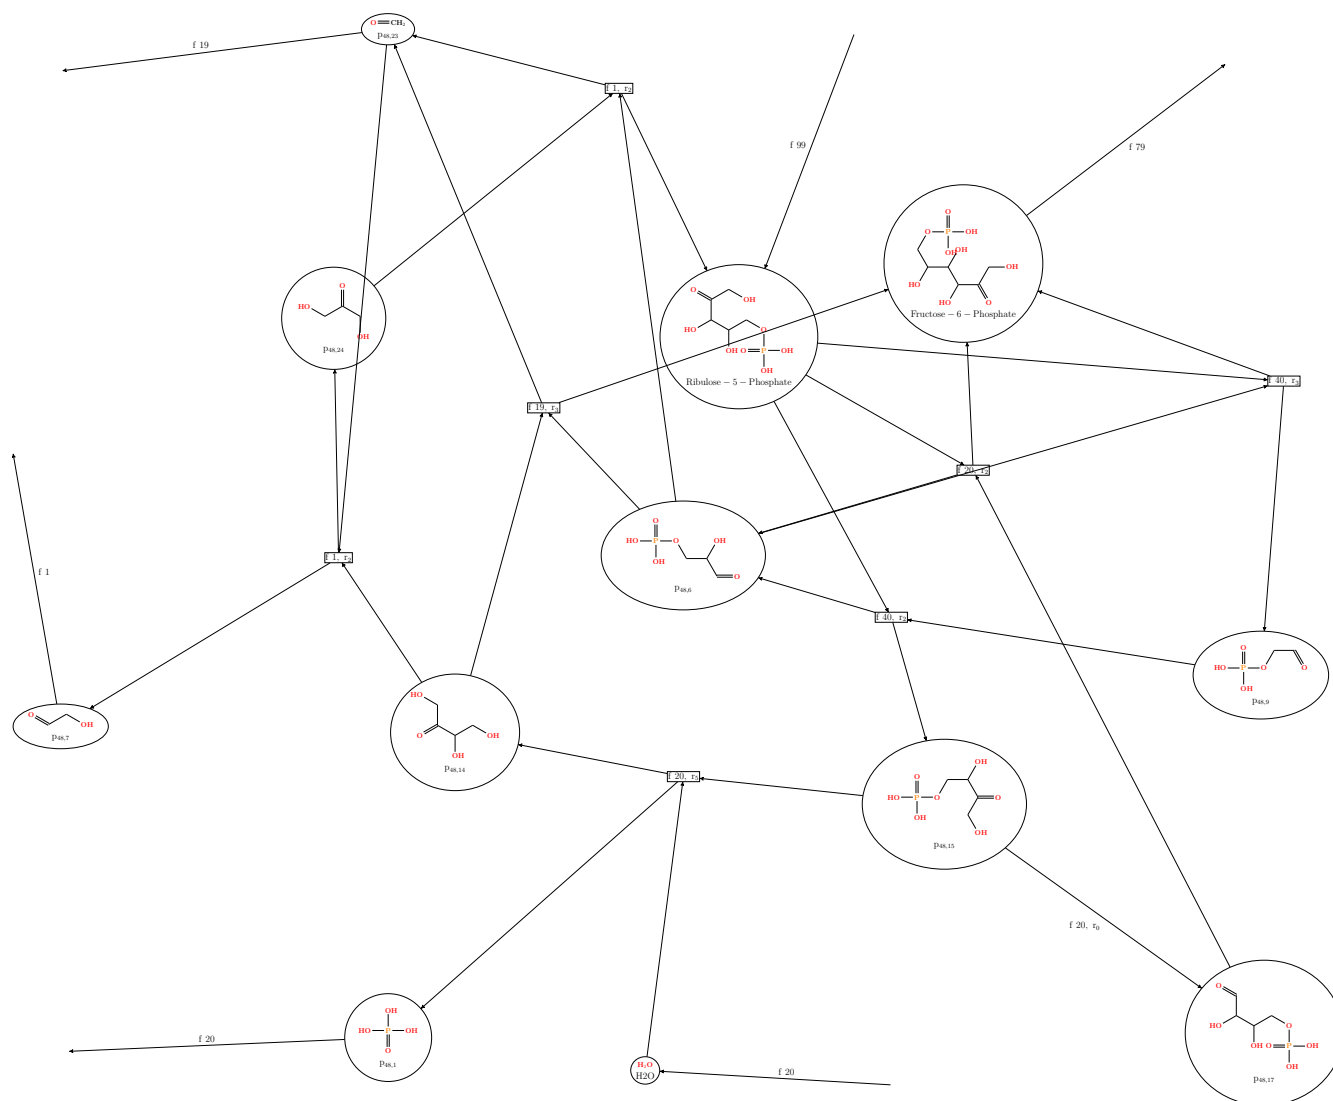 O CH₂
p₄₈,₂₃
f 19
f 1, r₂
f 99
f 79
O
O P OH
OH
OH
OH
HO
HO
O
Fructose − 6 − Phosphate
O
HO
OH
p₄₈,₂₄
O
OH
HO
O
OH
O P OH
OH
Ribulose − 5 − Phosphate
f 40, r₃
f 19, r₃
f 20, r₂
O
OH
HO P O
OH
O
p₄₈,₆
f 1, r₂
f 1
f 40, r₂
O
HO P O
O
OH
p₄₈,₉
HO
O
OH
OH
p₄₈,₁₄
O
OH
p₄₈,₇
f 20, r₅
OH
O
HO P O
O
OH
OH
p₄₈,₁₅
f 20, r₀
OH
HO P OH
O
p₄₈,₁
f 20
H₂O
H2O
f 20
O
HO
O
OH
O P OH
OH
p₄₈,₁₇